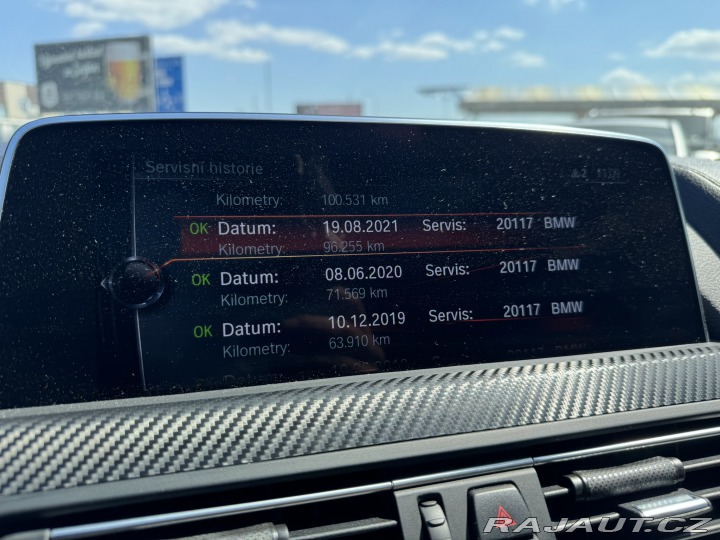 Servisní historie
Kilometry: 100.531 km
OK Datum: 19.08.2021 Servis: 20117 BMW
Kilometry: 96.255 km
OK Datum: 08.06.2020 Servis: 20117 BMW
Kilometry: 71.569 km
OK Datum: 10.12.2019 Servis: 20117 BMW
Kilometry: 63.910 km
20117 BMW
RAJAUT.CZ